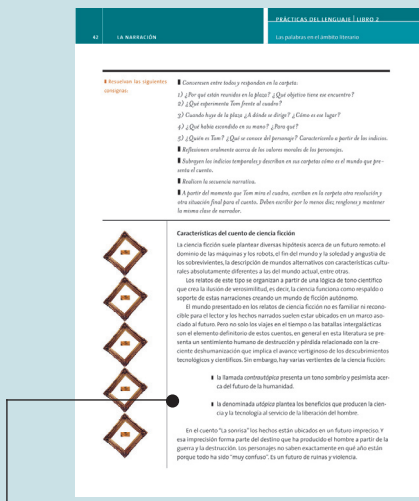 PRÁCTICAS DEL LENGUAJE | LIBRO 2
42 LA NARRACIÓN
Las palabras en el ámbito literario
Resuelvan las siguientes
consignas.
Conversen entre todos y respondan en la carpeta.
1) ¿Por qué están reunidos en la plaza? ¿Qué objetivo tiene ese encuentro?
2) ¿Qué experimenta Tom frente al cuadro?
3) Cuando huye de la plaza ¿A dónde se dirige? ¿Cómo es ese lugar?
4) ¿Qué había escondido en su mano? ¿Para qué?
5) ¿Quién es Tom? ¿Qué se conoce del personaje? Caracterícenlo a partir de los indicios.
Reflexionen oralmente acerca de los valores morales de los personajes.
Subrayen los indicios temporales y describan en sus carpetas cómo es el mundo que pre-
senta el cuento.
Realicen la secuencia narrativa.
A partir del momento que Tom mira el cuadro, escriban en la carpeta otra resolución y
otra situación final para el cuento. Deben escribir por lo menos diez renglones y mantener
la misma clase de narrador.
Características del cuento de ciencia ficción
La ciencia ficción suele plantear diversas hipótesis acerca de un futuro remoto: el
dominio de las máquinas y los robots, el fin del mundo y la soledad y angustia de
los sobrevivientes, la descripción de mundos alternativos con características cultu-
rales absolutamente diferentes a las del mundo actual, entre otras.
Los relatos de este tipo se organizan a partir de una lógica de tono científico
que crea la ilusión de verosimilitud, es decir, la ciencia funciona como respaldo o
soporte de estas narraciones creando un mundo de ficción autónomo.
El mundo presentado en los relatos de ciencia ficción no es familiar ni recono-
cible para el lector y los hechos narrados suelen estar ubicados en un marco aso-
ciado al futuro. Pero no solo los viajes en el tiempo o las batallas intergalácticas
son el elemento definitorio de estos cuentos, en general en esta literatura se pre-
senta un sentimiento humano de destrucción y pérdida relacionado con la cre-
ciente deshumanización que implica el avance vertiginoso de los descubrimientos
tecnológicos y científicos. Sin embargo, hay varias vertientes de la ciencia ficción:
la llamada contrautópica presenta un tono sombrío y pesimista acer-
ca del futuro de la humanidad.
la denominada utópica plantea los beneficios que producen la cien-
cia y la tecnología al servicio de la liberación del hombre.
En el cuento "La sonrisa" los hechos están ubicados en un futuro impreciso. Y
esa imprecisión forma parte del destino que ha producido el hombre a partir de la
guerra y la destrucción. Los personajes no saben exactamente en qué año están
porque todo ha sido "muy confuso". Es un futuro de ruinas y violencia.